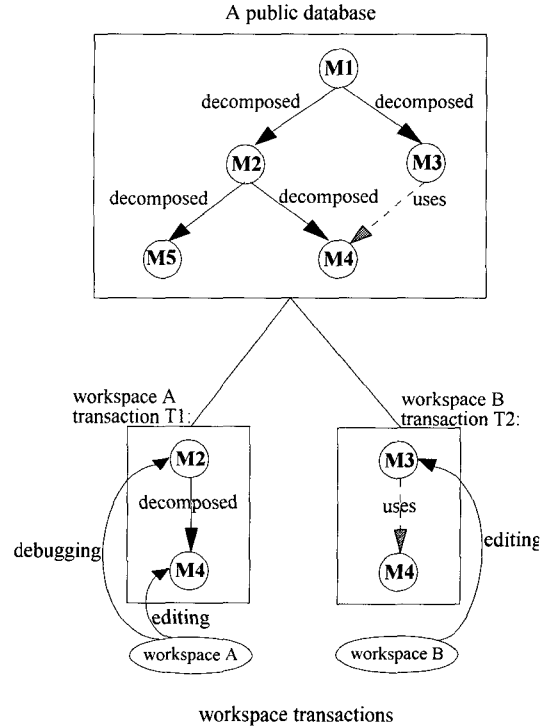 A public database
M1
decomposed
decomposed
M2
M3
decomposed
decomposed
uses
M5
M4
workspace A
transaction T1:
workspace B
transaction T2:
M2
M3
decomposed
uses
debugging
editing
M4
M4
editing
workspace A
workspace B
workspace transactions